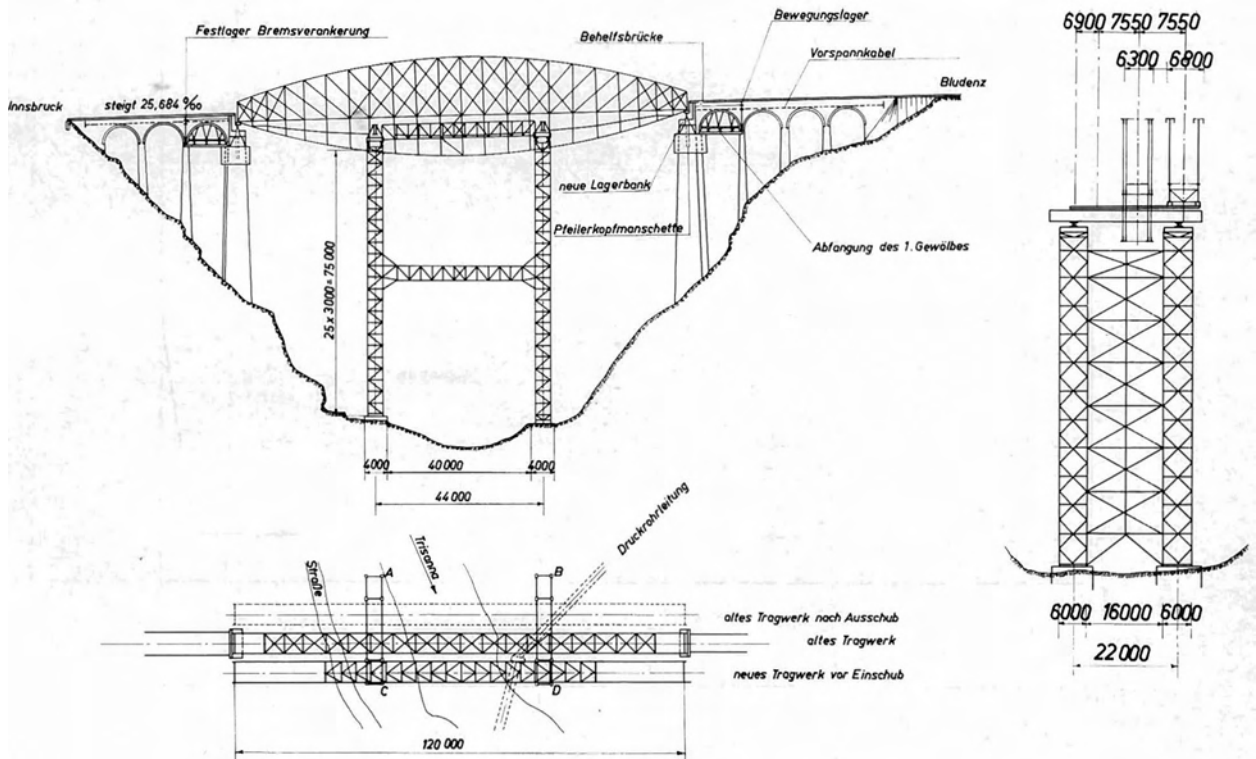 Festlager Bremsverankerung
Bewegungslager
Behelfsbrücke
Vorspannkabel
Innsbruck
steigt 25,684 ‰
Bludenz
neue Lagerbank
Pfeilerkopfmanschette
Abfangung des 1. Gewölbes
25 x 3000 = 75 000
4000
40 000
4000
44 000
Straße
A
Trisanna
B
Druckrohrleitung
altes Tragwerk nach Ausschub
altes Tragwerk
neues Tragwerk vor Einschub
C
D
120 000
6900
7550
7550
6300
6800
6000
16000
6000
22 000